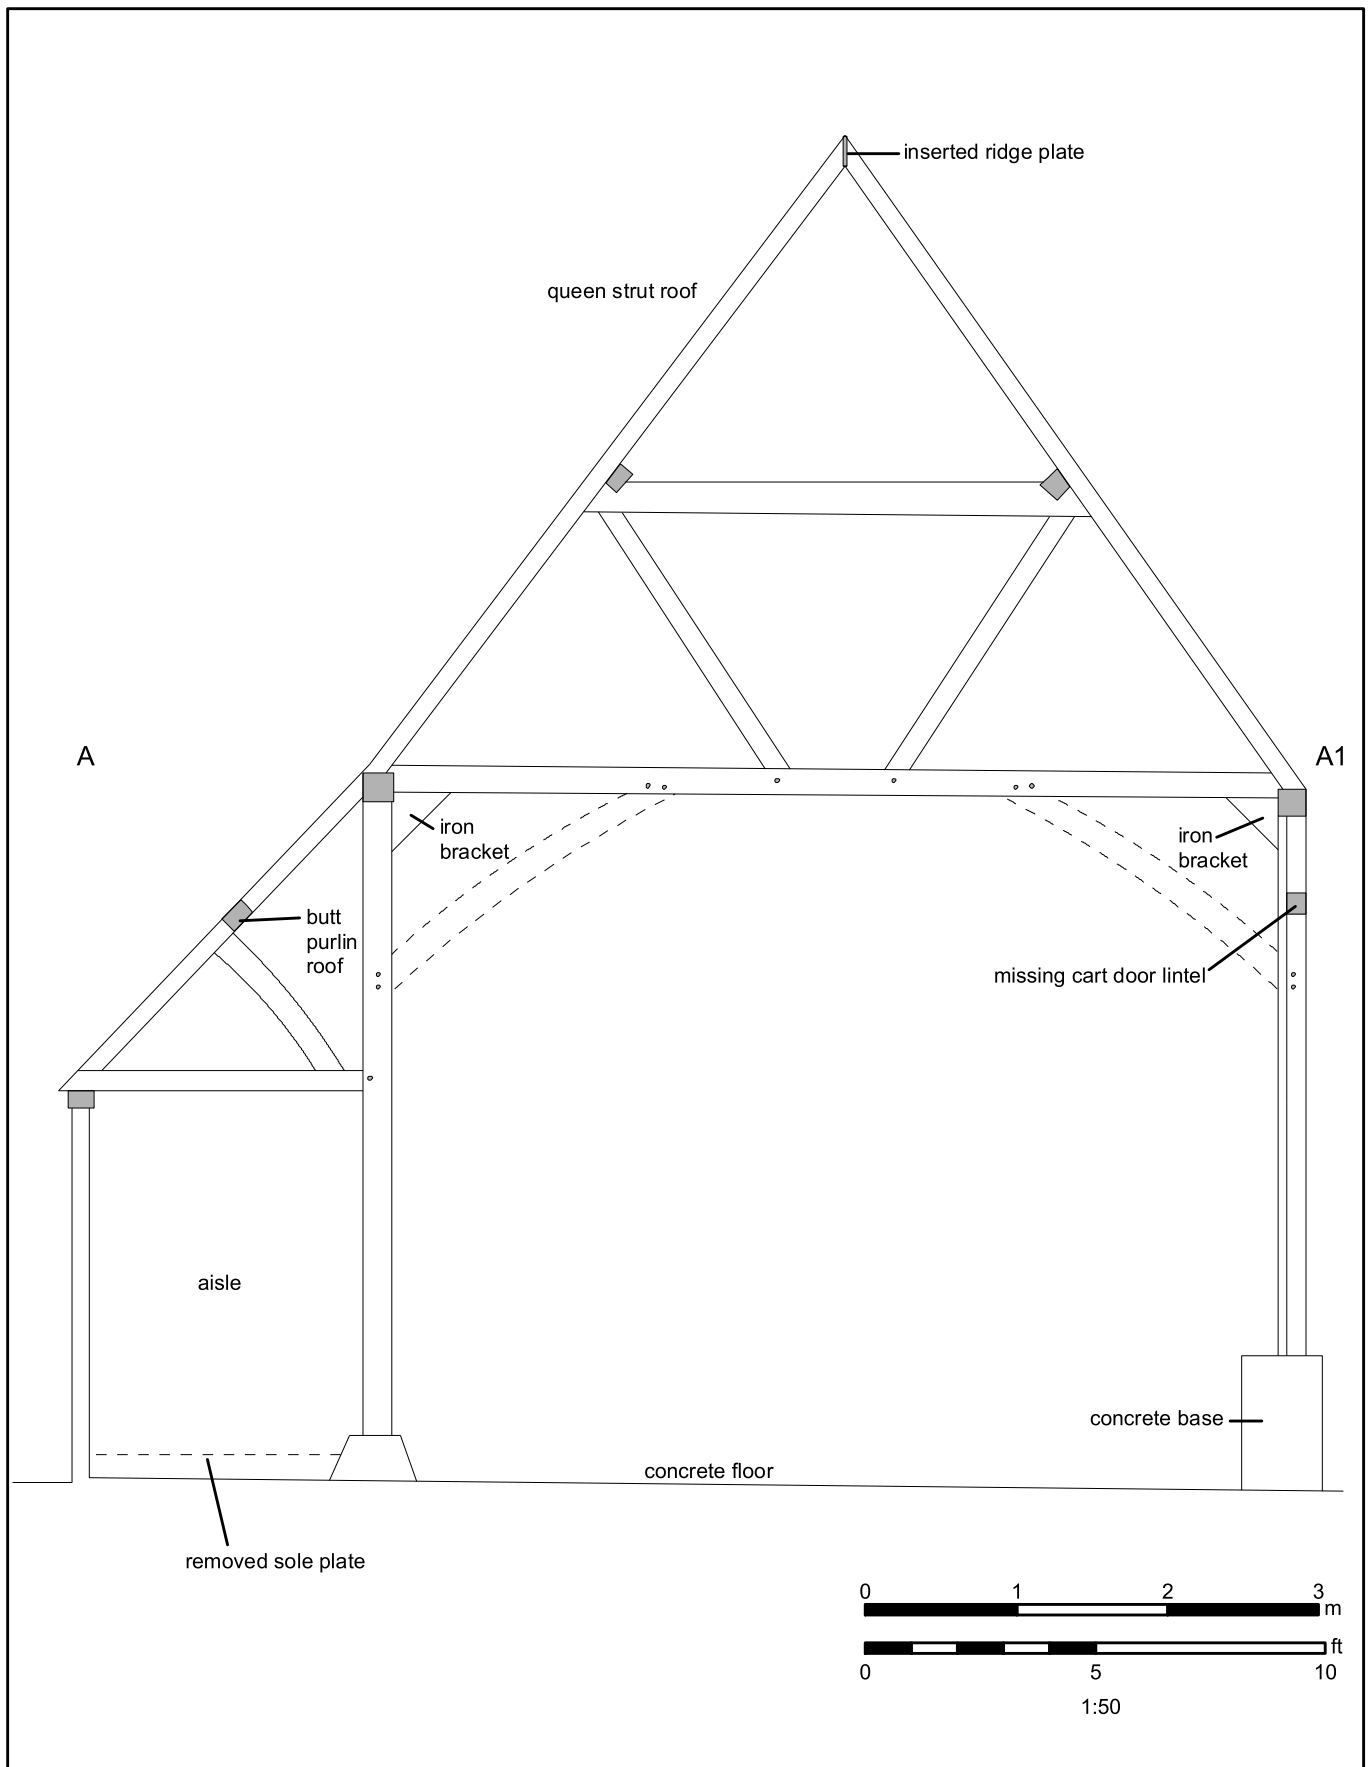 inserted ridge plate
queen strut roof
A
A1
iron
bracket
iron
bracket
butt
purlin
roof
missing cart door lintel
aisle
concrete base
concrete floor
removed sole plate
0 1 2 3
m
ft
0 5 10
1:50